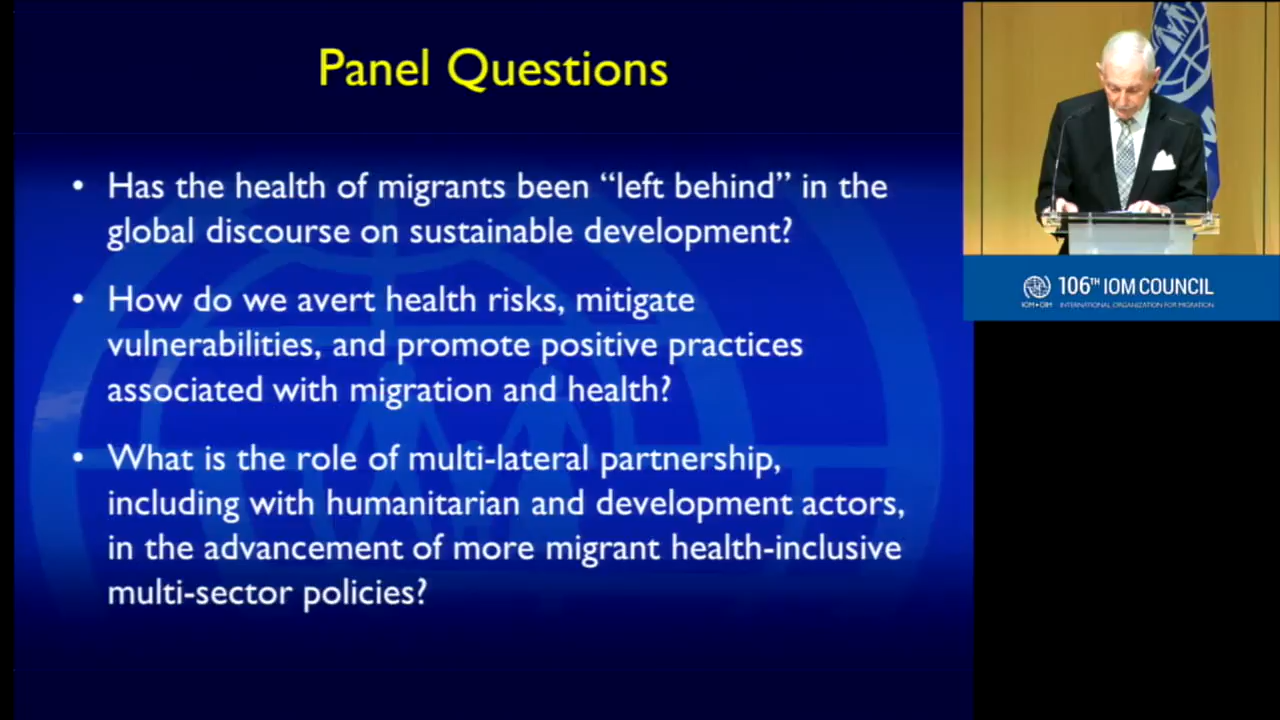 Panel Questions
• Has the health of migrants been “left behind” in the
global discourse on sustainable development?
• How do we avert health risks, mitigate
vulnerabilities, and promote positive practices
associated with migration and health?
• What is the role of multi-lateral partnership,
including with humanitarian and development actors,
in the advancement of more migrant health-inclusive
multi-sector policies?
106TH IOM COUNCIL
IOM•OIM INTERNATIONAL ORGANIZATION FOR MIGRATION